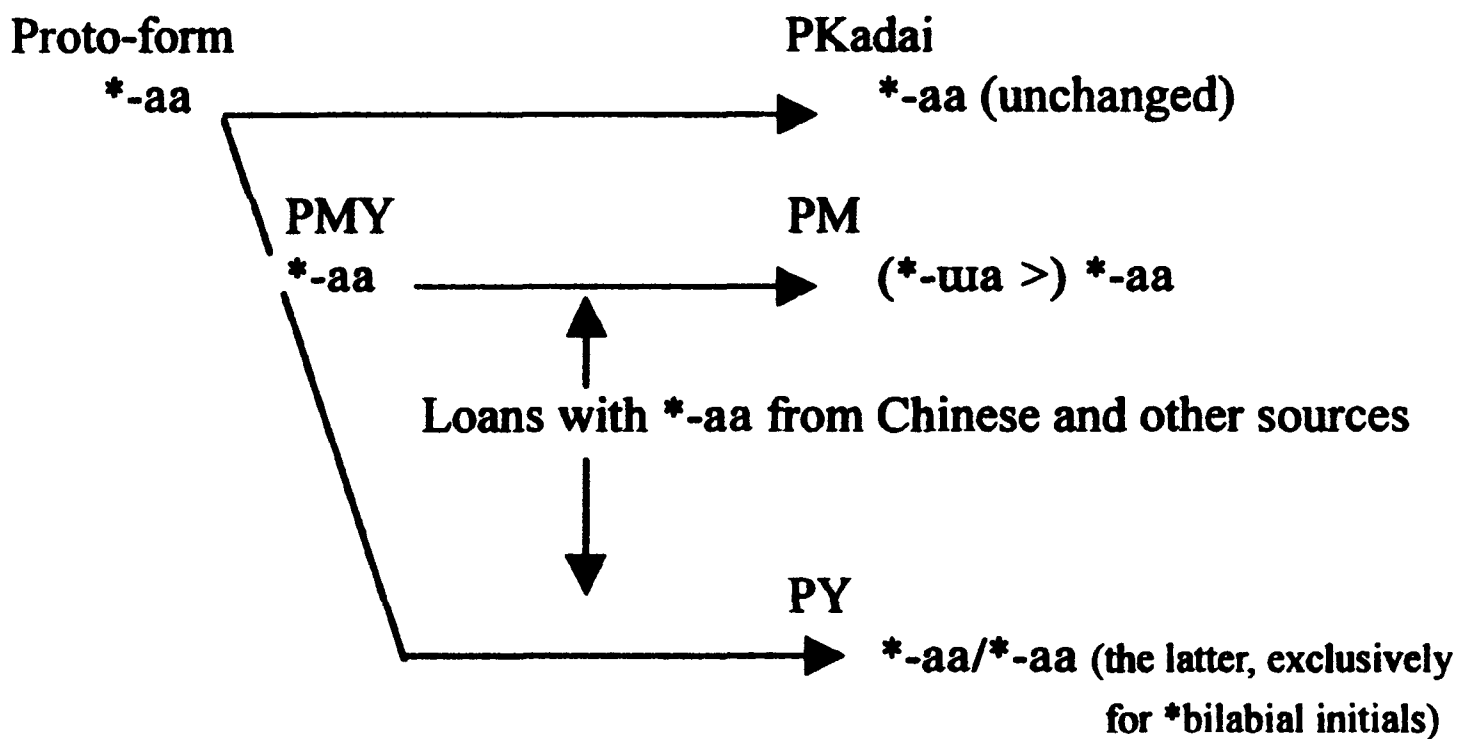 Proto-form PKadai
*-aa *-aa (unchanged)
PMY PM
*-aa (*-ɯa >) *-aa
Loans with *-aa from Chinese and other sources
PY
*-aa/*-aa (the latter, exclusively
for *bilabial initials)